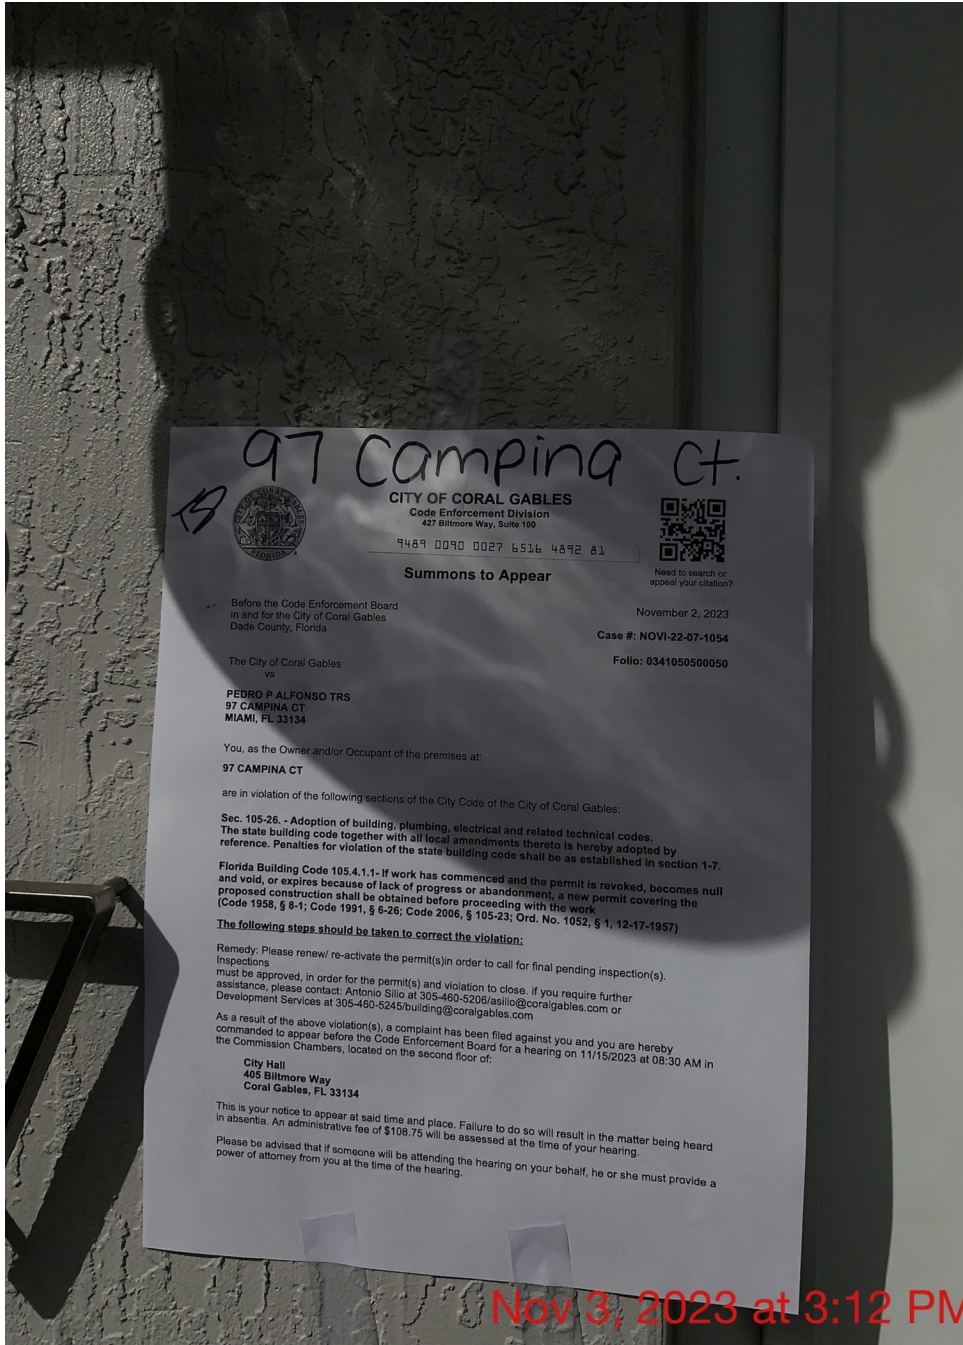 97 Campina Ct.
CITY OF CORAL GABLES
Code Enforcement Division
427 Biltmore Way, Suite 100
9489 0090 0027 6516 4892 81
Need to search or
appeal your citation?
Summons to Appear
Before the Code Enforcement Board
in and for the City of Coral Gables
Dade County, Florida
November 2, 2023
Case #: NOVI-22-07-1054
Folio: 0341050500050
The City of Coral Gables
vs
PEDRO P ALFONSO TRS
97 CAMPINA CT
MIAMI, FL 33134
You, as the Owner and/or Occupant of the premises at:
97 CAMPINA CT
are in violation of the following sections of the City Code of the City of Coral Gables:
Sec. 105-26. - Adoption of building, plumbing, electrical and related technical codes.
The state building code together with all local amendments thereto is hereby adopted by
reference. Penalties for violation of the state building code shall be as established in section 1-7.
Florida Building Code 105.4.1.1- If work has commenced and the permit is revoked, becomes null
and void, or expires because of lack of progress or abandonment, a new permit covering the
proposed construction shall be obtained before proceeding with the work
(Code 1958, § 8-1; Code 1991, § 6-26; Code 2006, § 105-23; Ord. No. 1052, § 1, 12-17-1957)
The following steps should be taken to correct the violation:
Remedy: Please renew/ re-activate the permit(s)in order to call for final pending inspection(s).
Inspections
must be approved, in order for the permit(s) and violation to close. if you require further
assistance, please contact: Antonio Silio at 305-460-5206/asilio@coralgables.com or
Development Services at 305-460-5245/building@coralgables.com
As a result of the above violation(s), a complaint has been filed against you and you are hereby
commanded to appear before the Code Enforcement Board for a hearing on 11/15/2023 at 08:30 AM in
the Commission Chambers, located on the second floor of:
City Hall
405 Biltmore Way
Coral Gables, FL 33134
This is your notice to appear at said time and place. Failure to do so will result in the matter being heard
in absentia. An administrative fee of $108.75 will be assessed at the time of your hearing.
Please be advised that if someone will be attending the hearing on your behalf, he or she must provide a
power of attorney from you at the time of the hearing.
Nov 3, 2023 at 3:12 PM